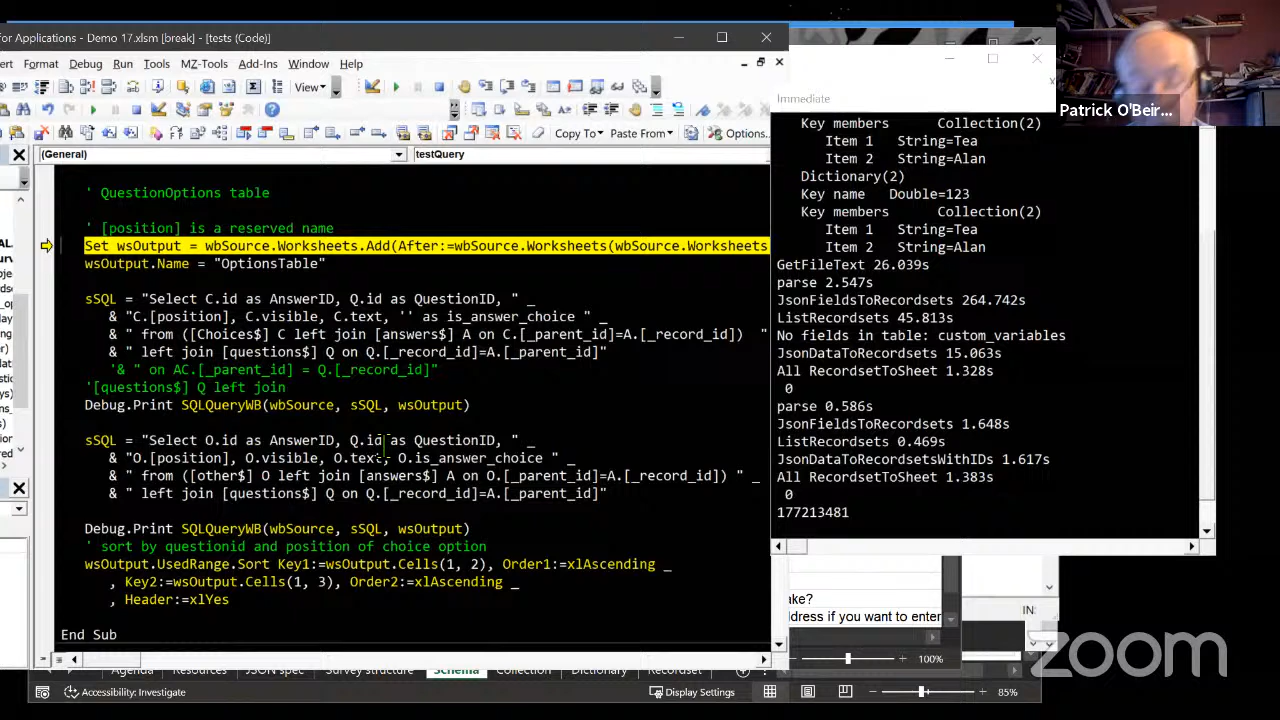 for Applications - Demo 17.xlsm [break] - [tests (Code)]
Format Debug Run Tools MZ-Tools Add-Ins Window Help
View
Copy To Paste From Options..
(General) testQuery
' QuestionOptions table
' [position] is a reserved name
Set wsOutput = wbSource.Worksheets.Add(After:=wbSource.Worksheets(wbSource.Worksheets
wsOutput.Name = "OptionsTable"
sSQL = "Select C.id as AnswerID, Q.id as QuestionID, " _
& "C.[position], C.visible, C.text, '' as is_answer_choice " _
& " from ([Choices$] C left join [answers$] A on C.[_parent_id]=A.[_record_id]) "
& " left join [questions$] Q on Q.[_record_id]=A.[_parent_id]"
'& " on AC.[_parent_id] = Q.[_record_id]"
'[questions$] Q left join
Debug.Print SQLQueryWB(wbSource, sSQL, wsOutput)
sSQL = "Select O.id as AnswerID, Q.id as QuestionID, " _
& "O.[position], O.visible, O.text, O.is_answer_choice " _
& " from ([other$] O left join [answers$] A on O.[_parent_id]=A.[_record_id]) " _
& " left join [questions$] Q on Q.[_record_id]=A.[_parent_id]"
Debug.Print SQLQueryWB(wbSource, sSQL, wsOutput)
' sort by questionid and position of choice option
wsOutput.UsedRange.Sort Key1:=wsOutput.Cells(1, 2), Order1:=xlAscending _
, Key2:=wsOutput.Cells(1, 3), Order2:=xlAscending _
, Header:=xlYes
End Sub
Immediate
Key members Collection(2)
Item 1 String=Tea
Item 2 String=Alan
Dictionary(2)
Key name Double=123
Key members Collection(2)
Item 1 String=Tea
Item 2 String=Alan
GetFileText 26.039s
parse 2.547s
JsonFieldsToRecordsets 264.742s
ListRecordsets 45.813s
No fields in table: custom_variables
JsonDataToRecordsets 15.063s
All RecordsetToSheet 1.328s
0
parse 0.586s
JsonFieldsToRecordsets 1.648s
ListRecordsets 0.469s
JsonDataToRecordsetsWithIDs 1.617s
All RecordsetToSheet 1.383s
0
177213481
Patrick O'Beir...
ake?
ddress if you want to enter
IN:
100%
zoom
Agenda Resources JSON spec Survey structure Schema Collection Dictionary Recordset
Accessibility: Investigate Display Settings 85%